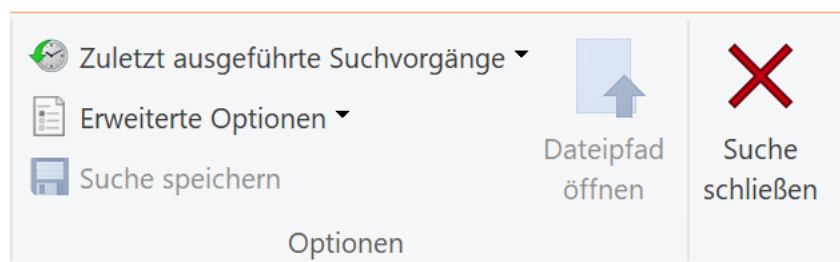 Zuletzt ausgeführte Suchvorgänge
Erweiterte Optionen
Suche speichern
Dateipfad
öffnen
Suche
schließen
Optionen